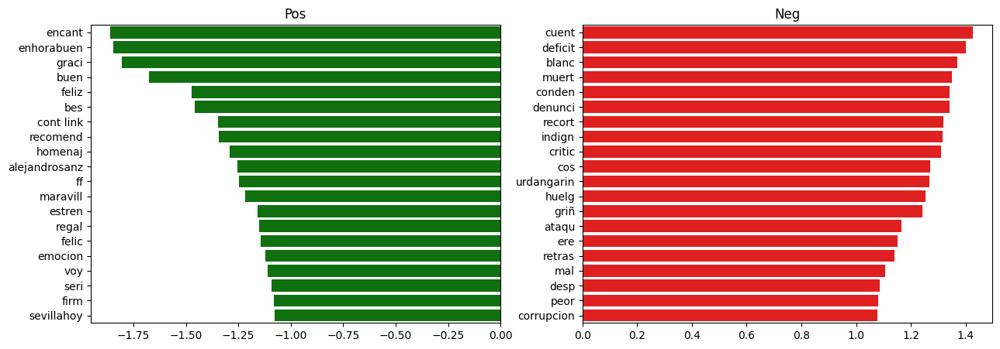 Pos
encant
enhorabuen
graci
buen
feliz
bes
cont link
recomend
homenaj
alejandrosanz
ff
maravill
estren
regal
felic
emocion
voy
seri
firm
sevillahoy
−1.75 −1.50 −1.25 −1.00 −0.75 −0.50 −0.25 0.00
Neg
cuent
deficit
blanc
muert
conden
denunci
recort
indign
critic
cos
urdangarin
huelg
griñ
ataqu
ere
retras
mal
desp
peor
corrupcion
0.0 0.2 0.4 0.6 0.8 1.0 1.2 1.4